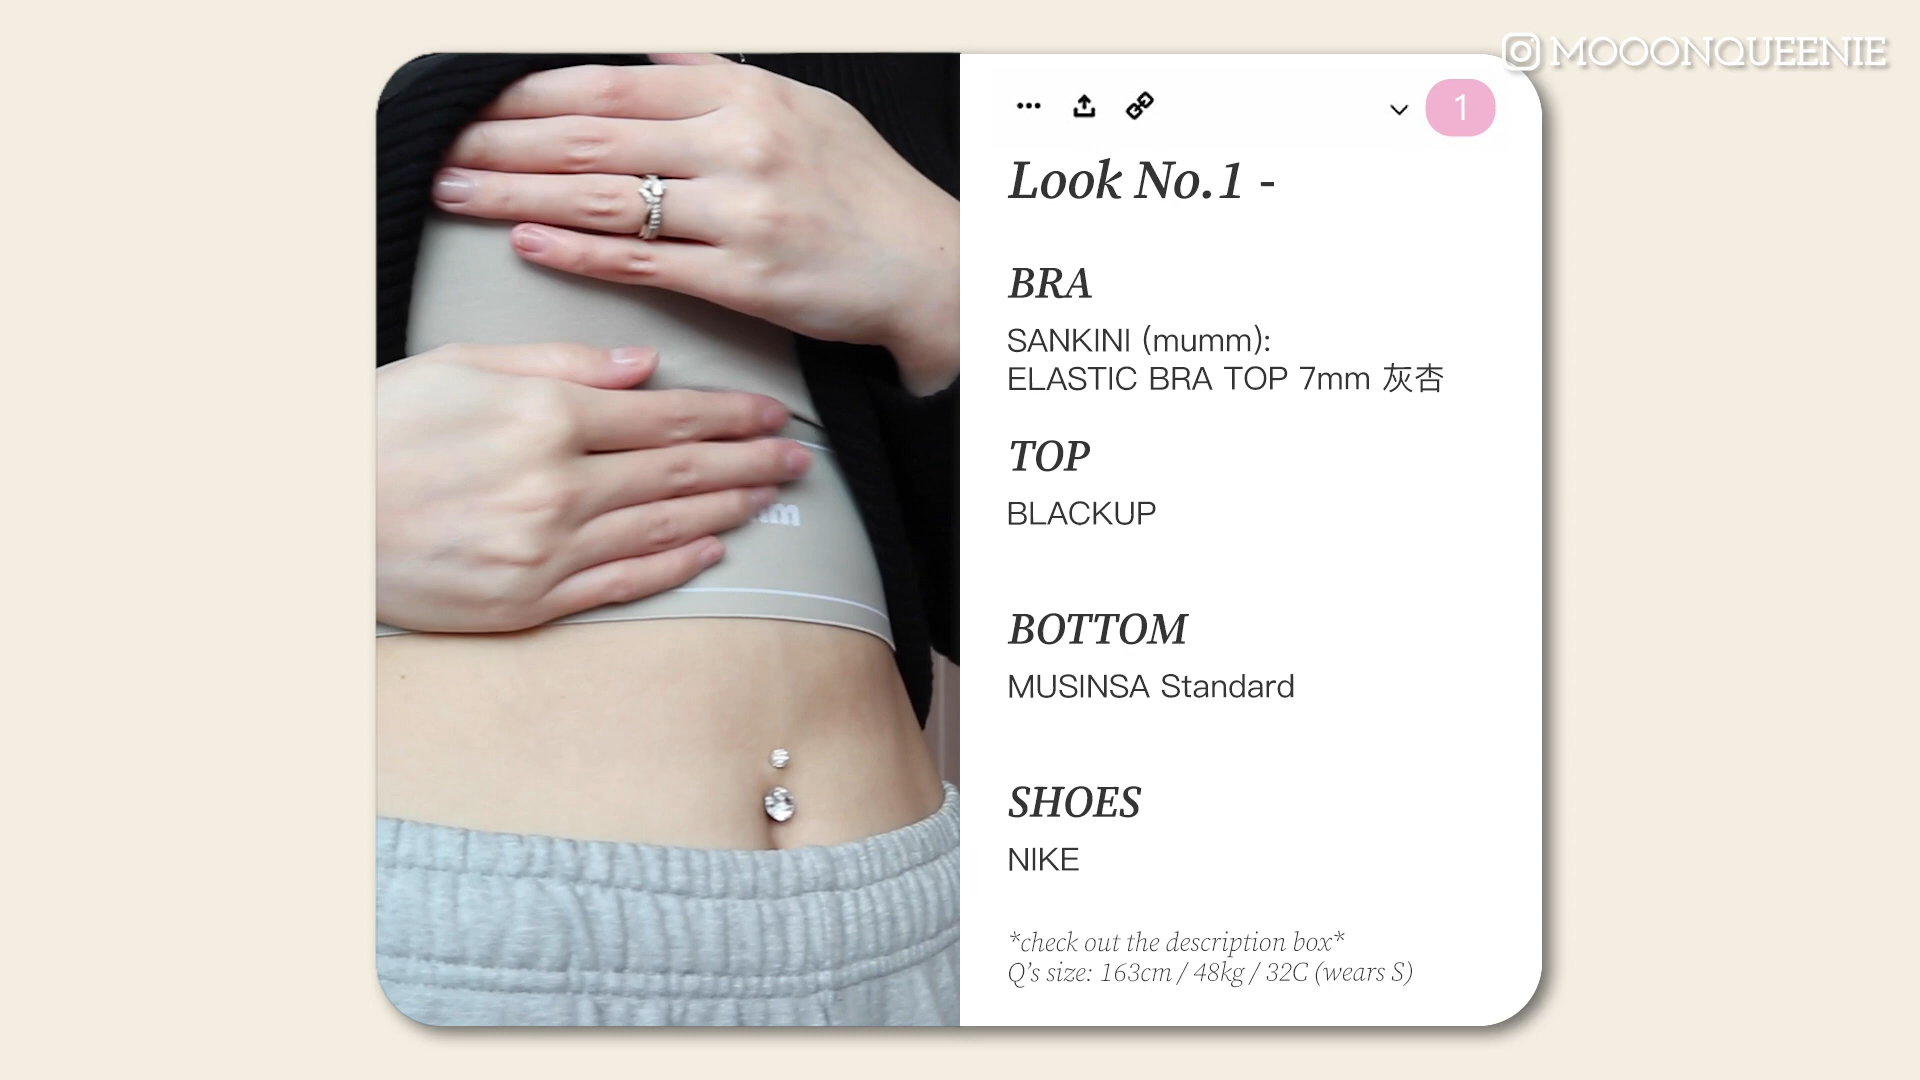 MOOONQUEENIE
1
Look No.1 -
BRA
SANKINI (mumm):
ELASTIC BRA TOP 7mm 灰杏
TOP
BLACKUP
BOTTOM
MUSINSA Standard
SHOES
NIKE
*check out the description box*
Q’s size: 163cm / 48kg / 32C (wears S)